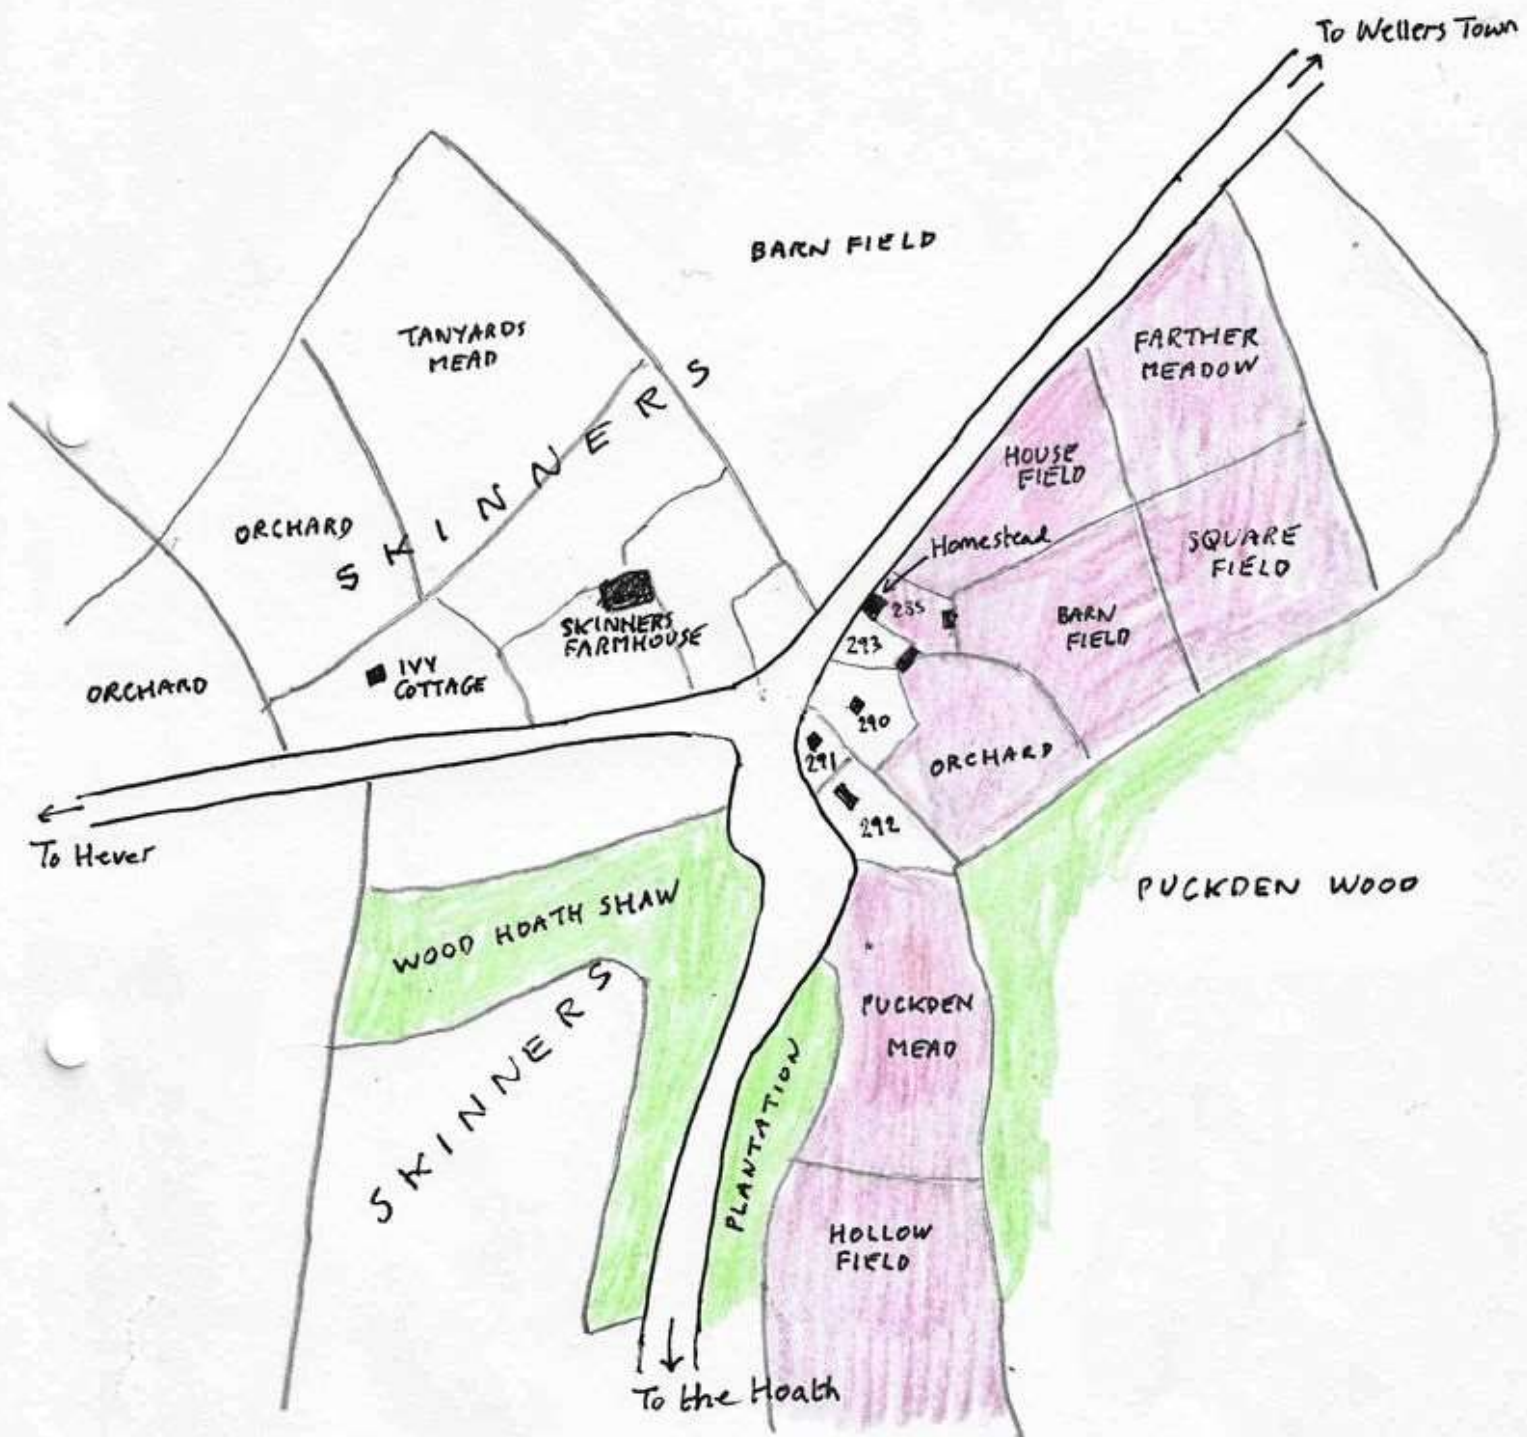 To Wellers Town
BARN FIELD
TANYARDS
MEAD
FARTHER
MEADOW
SKINNERS
HOUSE
FIELD
ORCHARD
Homestead
SQUARE
FIELD
SKINNERS
FARMHOUSE
293
BARN
FIELD
IVY
COTTAGE
ORCHARD
290
291
ORCHARD
292
To Hever
PUCKDEN WOOD
WOOD HOATH SHAW
SKINNERS
PUCKDEN
MEAD
PLANTATION
HOLLOW
FIELD
To the Hoath